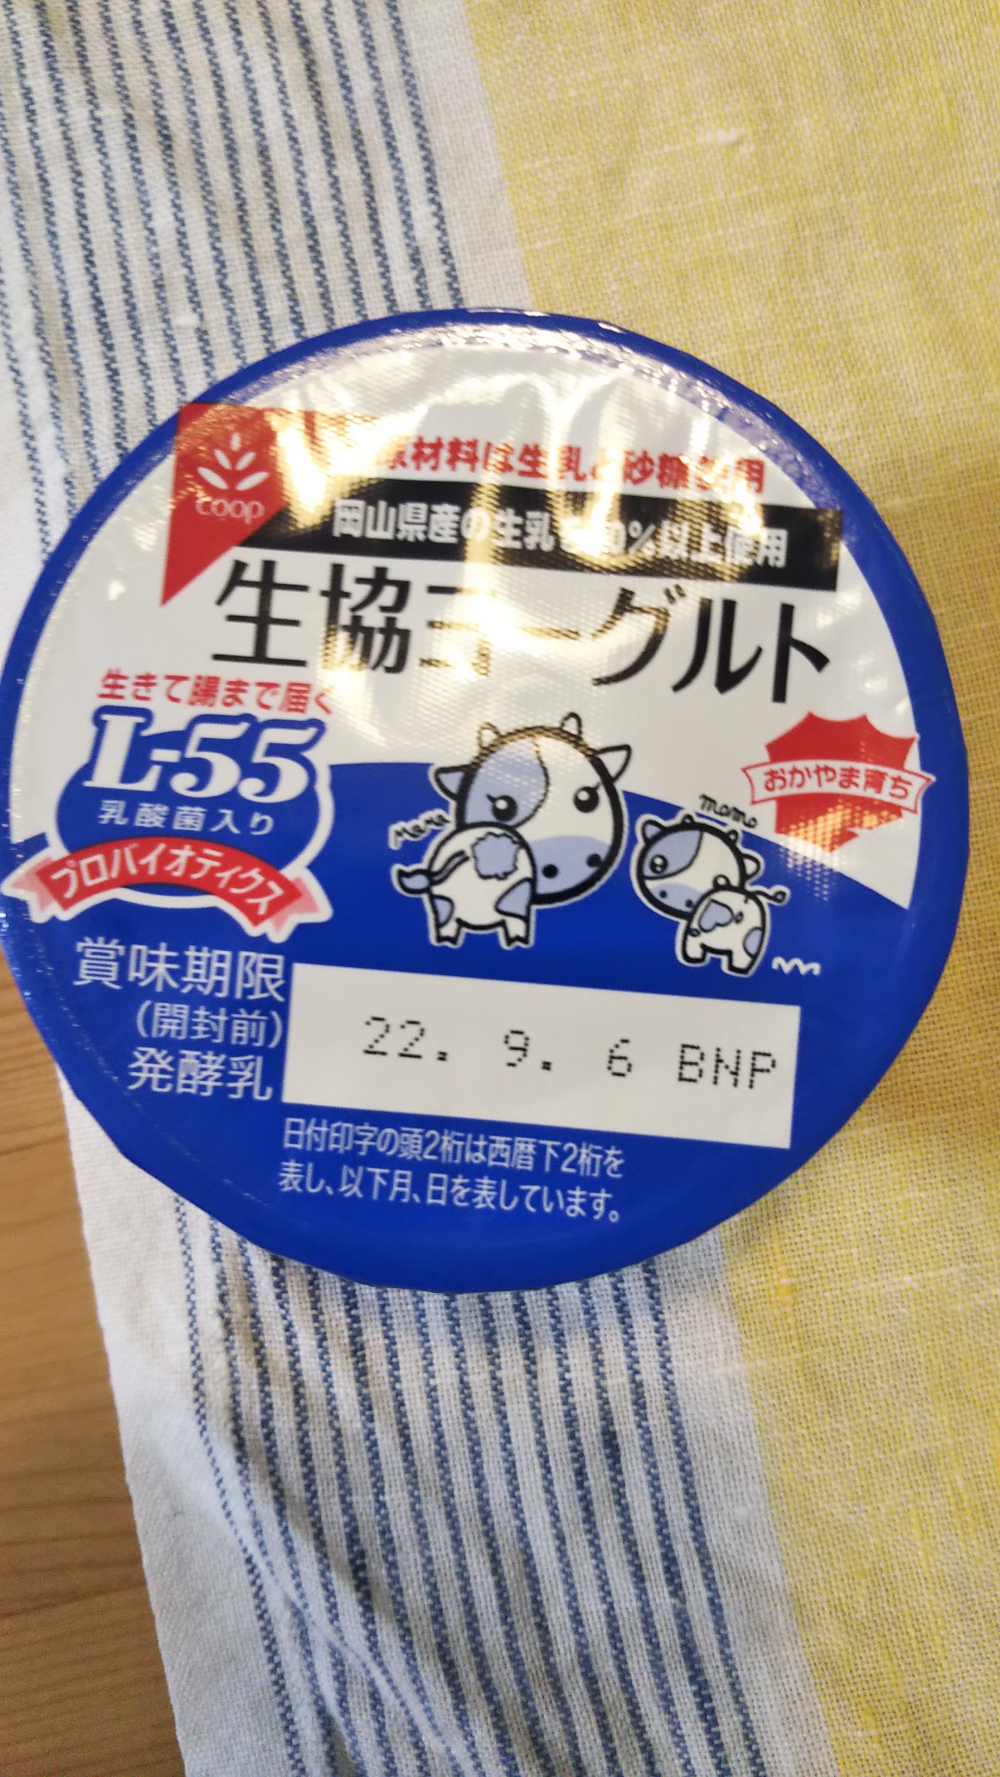 coop
原材料は生乳と砂糖使用
岡山県産の生乳を 0%以上使用
生協ヨーグルト
生きて腸まで届く
L-55
乳酸菌入り
プロバイオティクス
おかやま育ち
momo
賞味期限
(開封前)
発酵乳
22. 9. 6 BNP
日付印字の頭2桁は西暦下2桁を
表し、以下月、日を表しています。